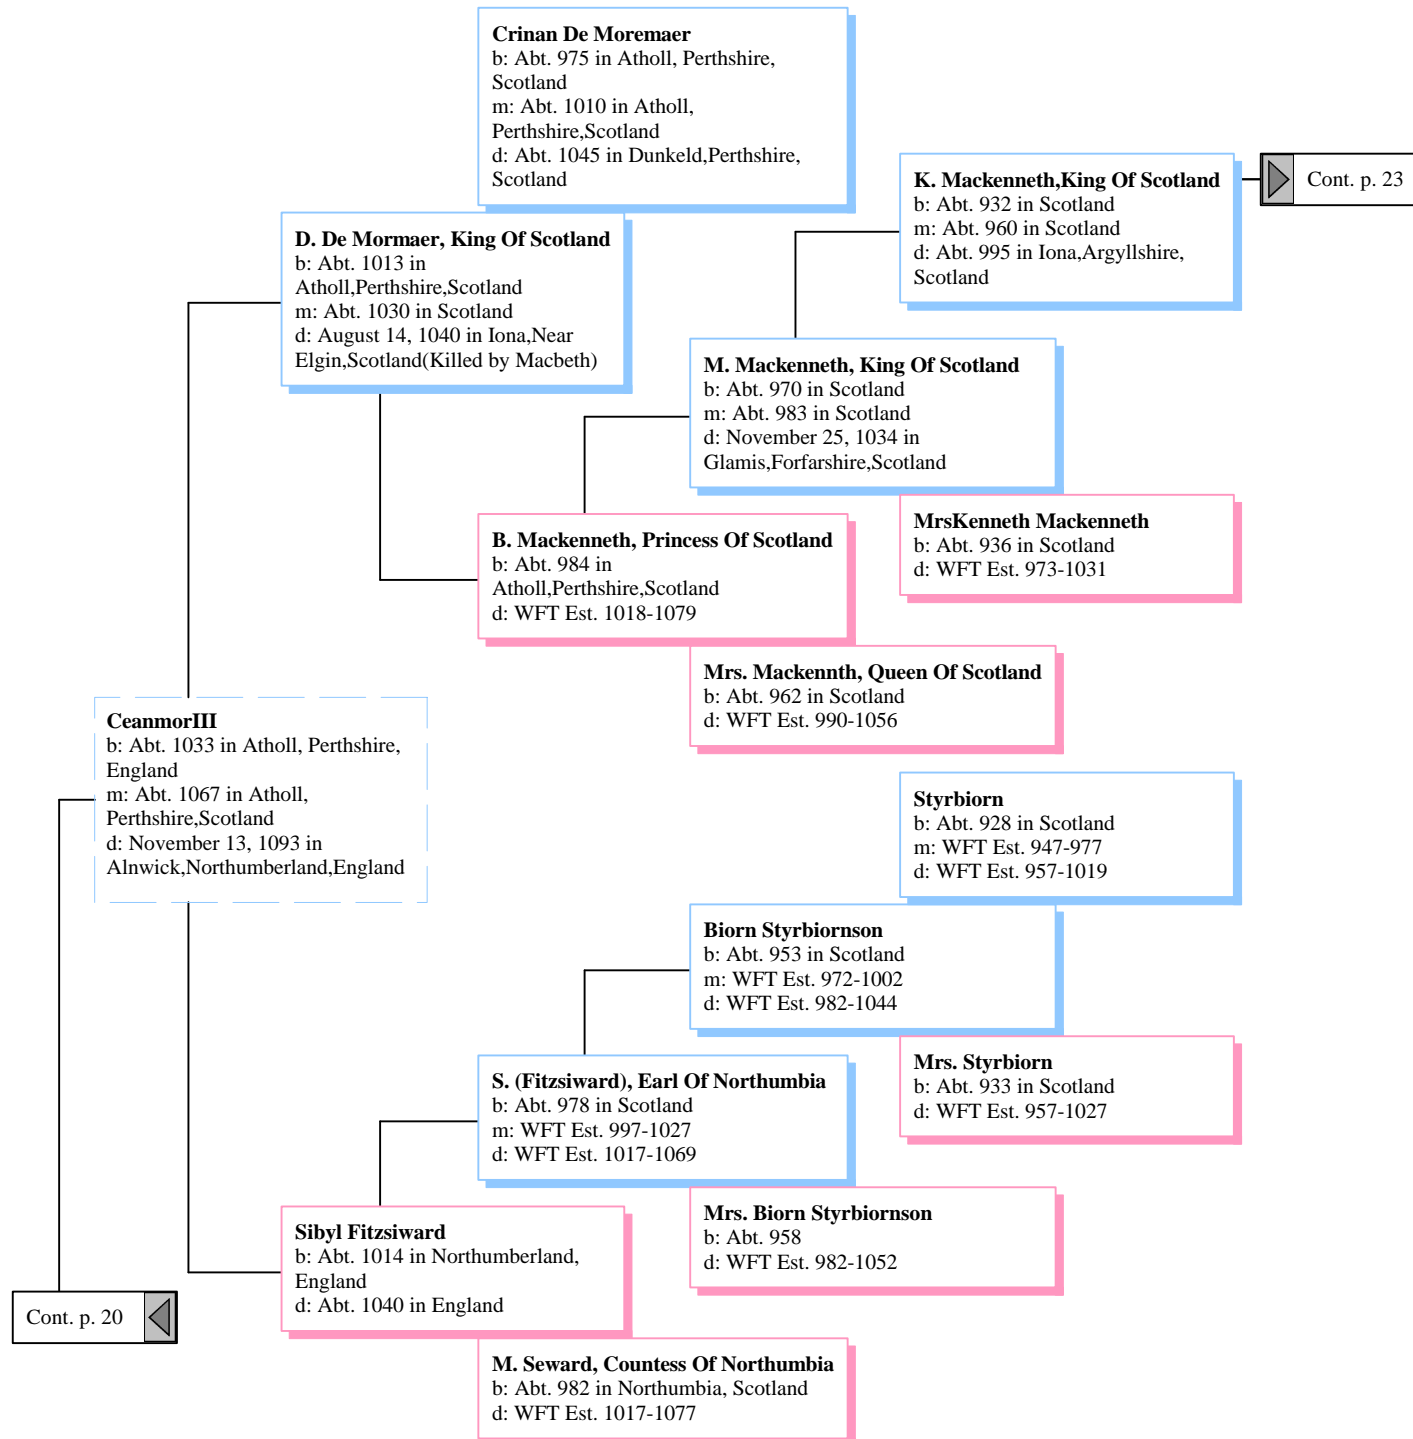 Crinan De Moremaer
b: Abt. 975 in Atholl, Perthshire,
Scotland
m: Abt. 1010 in Atholl,
Perthshire,Scotland
d: Abt. 1045 in Dunkeld,Perthshire,
Scotland
K. Mackenneth,King Of Scotland
b: Abt. 932 in Scotland
m: Abt. 960 in Scotland
d: Abt. 995 in Iona,Argyllshire,
Scotland
Cont. p. 23
D. De Mormaer, King Of Scotland
b: Abt. 1013 in
Atholl,Perthshire,Scotland
m: Abt. 1030 in Scotland
d: August 14, 1040 in Iona,Near
Elgin,Scotland(Killed by Macbeth)
M. Mackenneth, King Of Scotland
b: Abt. 970 in Scotland
m: Abt. 983 in Scotland
d: November 25, 1034 in
Glamis,Forfarshire,Scotland
MrsKenneth Mackenneth
b: Abt. 936 in Scotland
d: WFT Est. 973-1031
B. Mackenneth, Princess Of Scotland
b: Abt. 984 in
Atholl,Perthshire,Scotland
d: WFT Est. 1018-1079
Mrs. Mackennth, Queen Of Scotland
b: Abt. 962 in Scotland
d: WFT Est. 990-1056
CeanmorIII
b: Abt. 1033 in Atholl, Perthshire,
England
m: Abt. 1067 in Atholl,
Perthshire,Scotland
d: November 13, 1093 in
Alnwick,Northumberland,England
Styrbiorn
b: Abt. 928 in Scotland
m: WFT Est. 947-977
d: WFT Est. 957-1019
Biorn Styrbiornson
b: Abt. 953 in Scotland
m: WFT Est. 972-1002
d: WFT Est. 982-1044
Mrs. Styrbiorn
b: Abt. 933 in Scotland
d: WFT Est. 957-1027
S. (Fitzsiward), Earl Of Northumbia
b: Abt. 978 in Scotland
m: WFT Est. 997-1027
d: WFT Est. 1017-1069
Mrs. Biorn Styrbiornson
b: Abt. 958
d: WFT Est. 982-1052
Sibyl Fitzsiward
b: Abt. 1014 in Northumberland,
England
d: Abt. 1040 in England
Cont. p. 20
M. Seward, Countess Of Northumbia
b: Abt. 982 in Northumbia, Scotland
d: WFT Est. 1017-1077